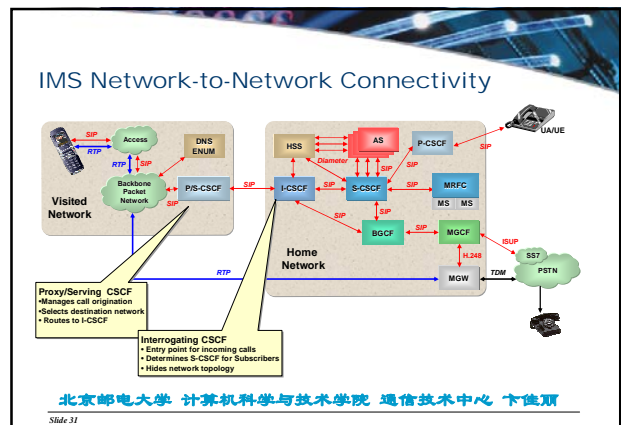 IMS Network-to-Network Connectivity
SIP
Access
RTP
RTP
SIP
DNS
ENUM
Backbone
Packet
Network
SIP
P/S-CSCF
Visited
Network
SIP
HSS
AS
Diameter
SIP
P-CSCF
SIP
UA/UE
SIP
I-CSCF
SIP
S-CSCF
SIP
MRFC
MS
MS
SIP
SIP
BGCF
SIP
MGCF
ISUP
H.248
SS7
PSTN
Home
Network
RTP
MGW
TDM
Proxy/Serving CSCF
•Manages call origination
•Selects destination network
• Routes to I-CSCF
Interrogating CSCF
• Entry point for incoming calls
• Determines S-CSCF for Subscribers
• Hides network topology
北京邮电大学 计算机科学与技术学院 通信技术中心 卞佳丽
Slide 31